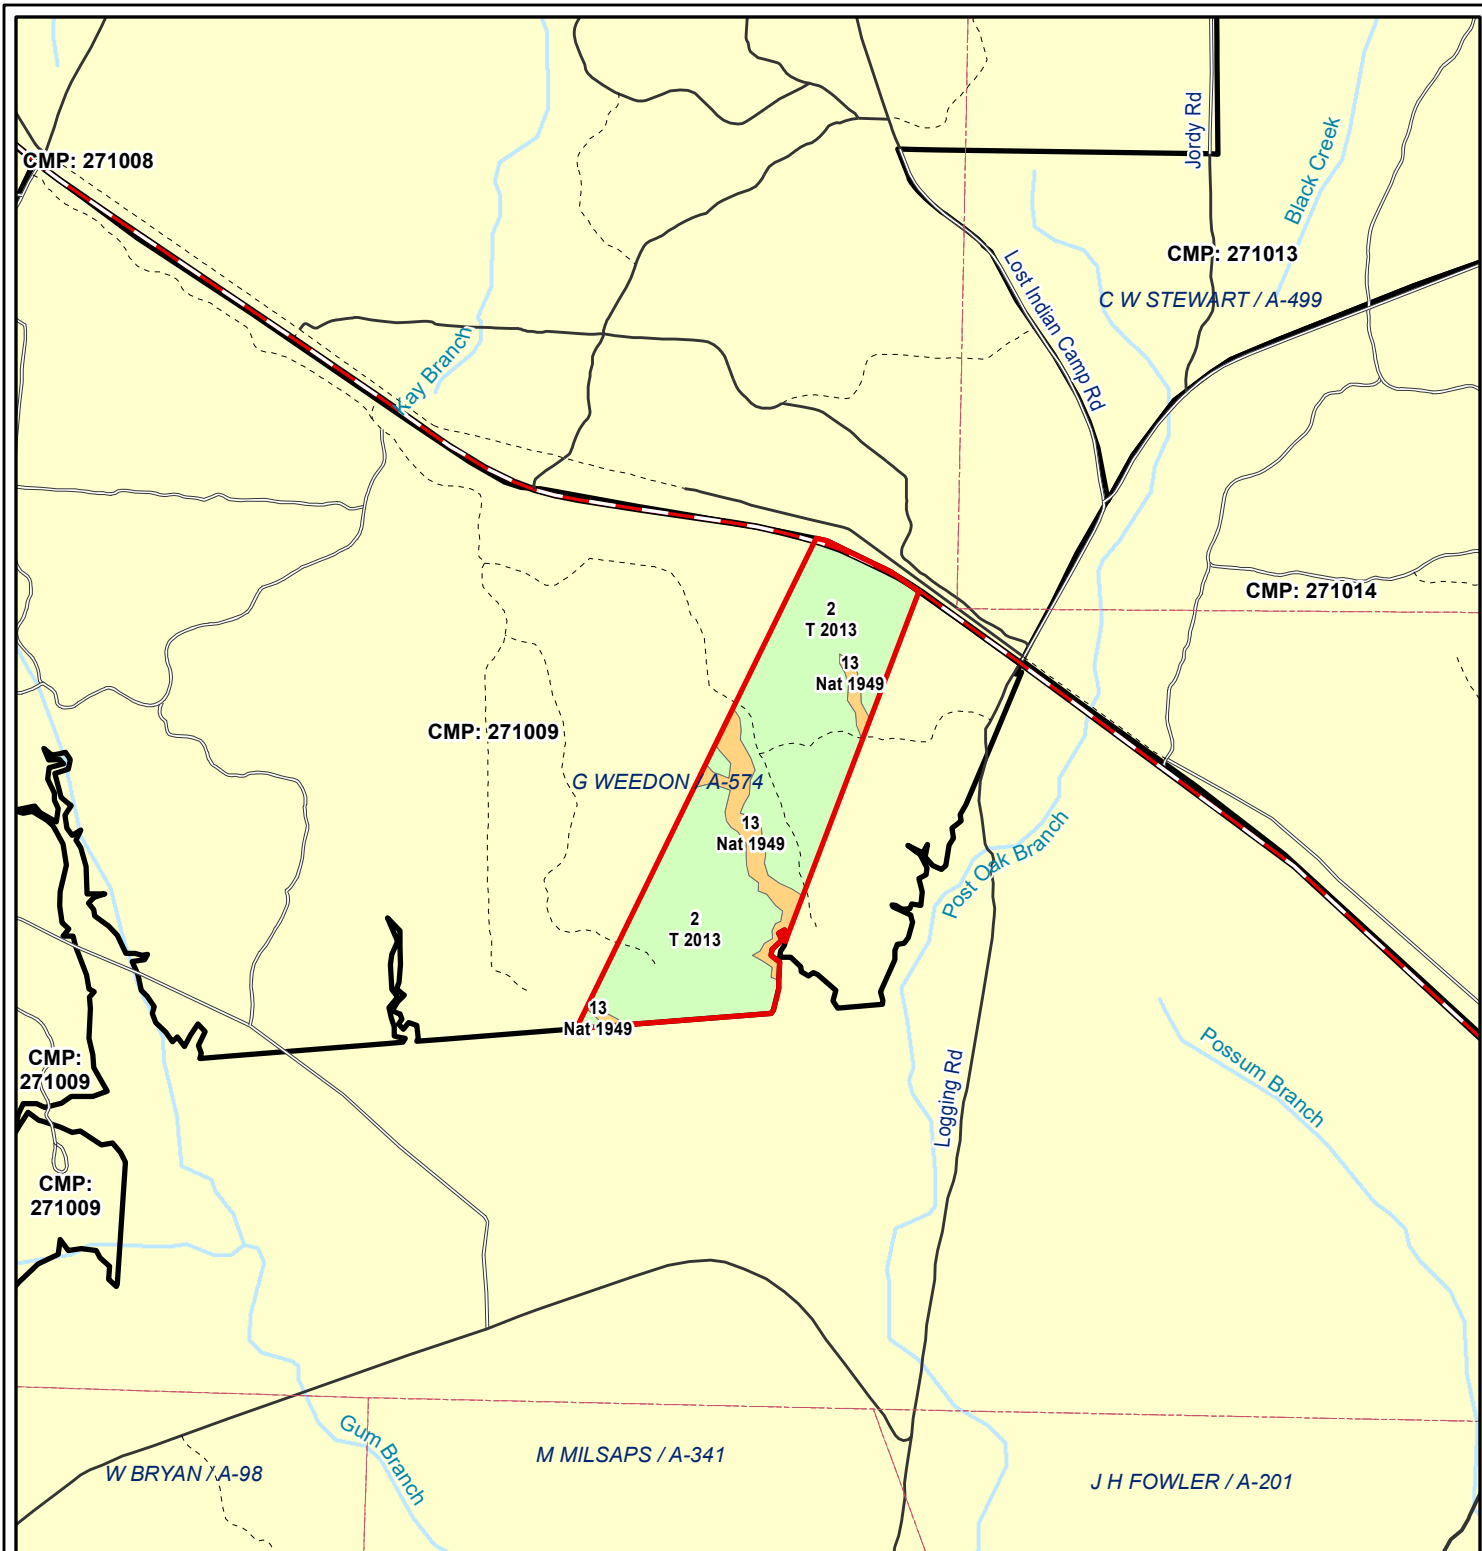 Jordy Rd
Black Creek
CMP: 271008
CMP: 271013
Lost Indian Camp Rd
C W STEWART / A-499
Kay Branch
CMP: 271014
2
T 2013
13
Nat 1949
CMP: 271009
G WEEDON / A-574
13
Nat 1949
Post Oak Branch
2
T 2013
13
Nat 1949
CMP:
271009
Logging Rd
Possum Branch
CMP:
271009
Gum Branch
M MILSAPS / A-341
W BRYAN / A-98
J H FOWLER / A-201